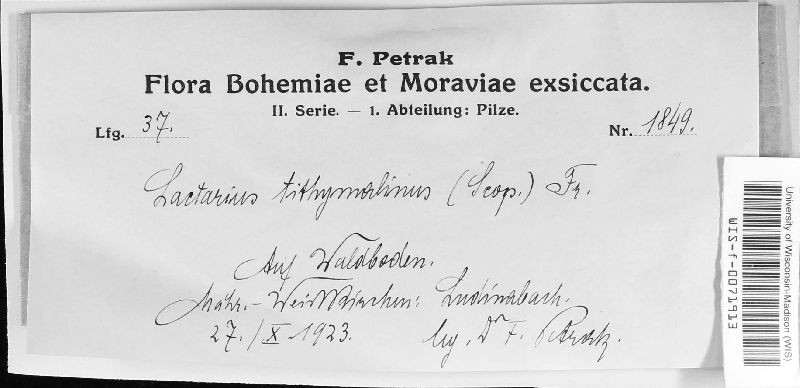 F. Petrak
Flora Bohemiae et Moraviae exsiccata.
II. Serie. — 1. Abteilung: Pilze.
Lfg. 37. Nr. 1849.
Lactarius tithymalinus (Scop.) Fr.
Auf Waldboden.
Mähr.-Weisskirchen: Ludinabach.
27./X 1923. leg. Dr F. Petrak.
University of Wisconsin-Madison (WIS)
WIS-f-0071913